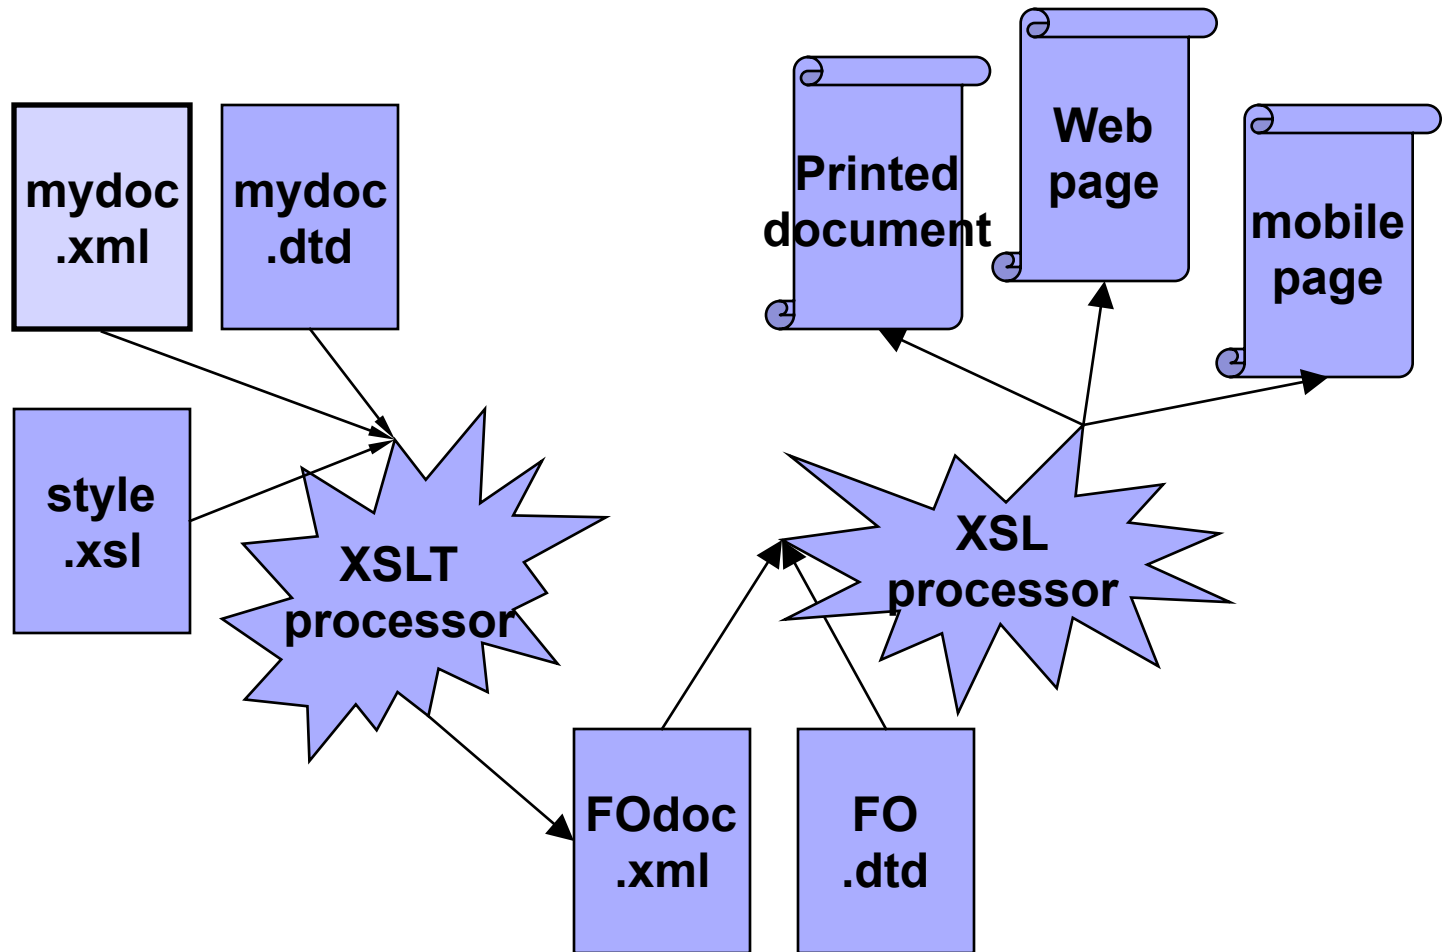 mydoc
.xml
mydoc
.dtd
style
.xsl
XSLT
processor
FOdoc
.xml
FO
.dtd
XSL
processor
Printed
document
Web
page
mobile
page